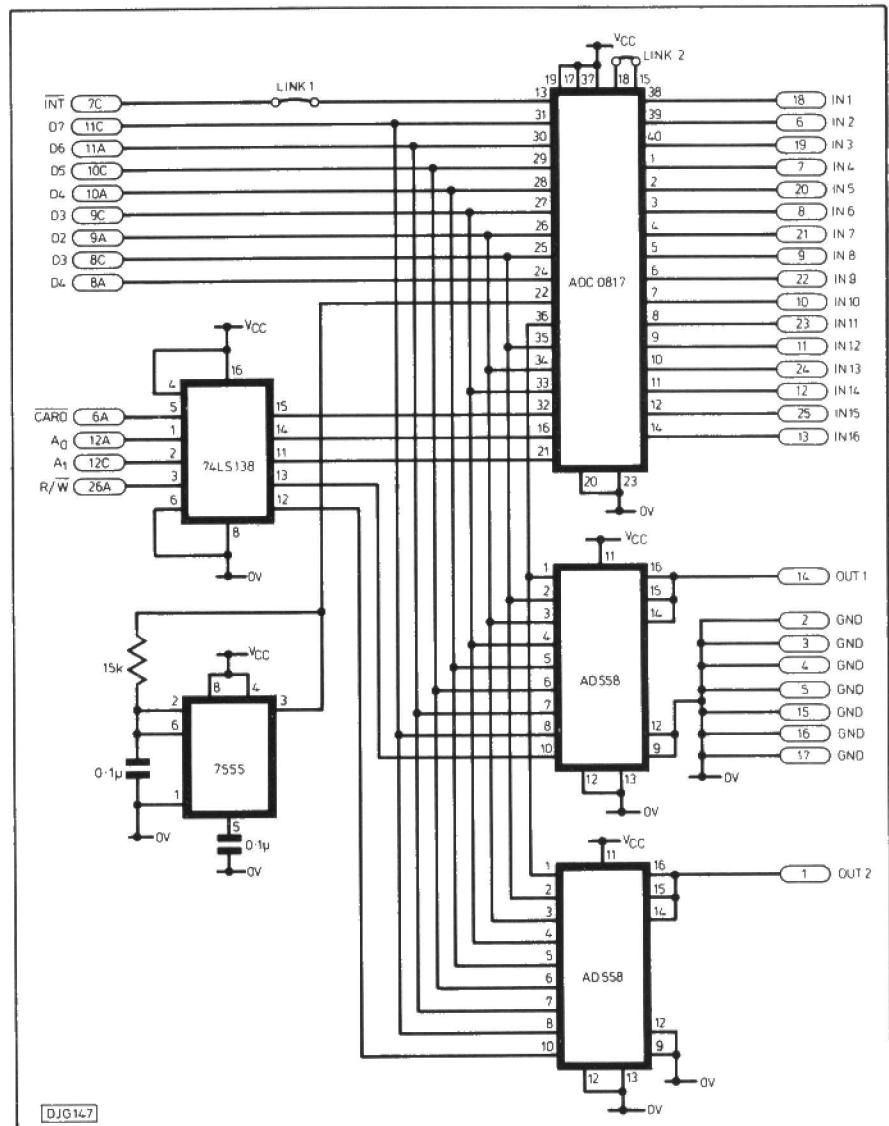 VCC
LINK 2
LINK 1
19 17 37 18 15
INT 7C 13 38 18 IN 1
D7 11C 31 39 6 IN 2
D6 11A 30 40 19 IN 3
D5 10C 29 1 7 IN 4
D4 10A 28 2 20 IN 5
D3 9C 27 3 8 IN 6
D2 9A 26 4 21 IN 7
D3 8C 25 5 9 IN 8
D4 8A 24 6 22 IN 9
ADC 0817
22 7 10 IN 10
36 8 23 IN 11
35 9 11 IN 12
34 10 24 IN 13
33 11 12 IN 14
32 12 25 IN 15
16 14 13 IN 16
21
20 23
0V
VCC
16
4
CARD 6A 5 15
A0 12A 1 14
A1 12C 2 11
R/W 26A 3 13
6 12
74LS138
8
0V
VCC
11
1 16 14 OUT 1
2 15
3 14
4
5
6
7
8 12
10 9
AD558
12 13
0V
2 GND
3 GND
4 GND
5 GND
15 GND
16 GND
17 GND
0V
15k
VCC
8 4
2 3
6
7555
0·1µ
1
5
0V
0·1µ
0V
VCC
11
1 16 1 OUT 2
2 15
3 14
4
5
6
7
8 12
10 9
AD558
12 13
0V
0V
DJG147